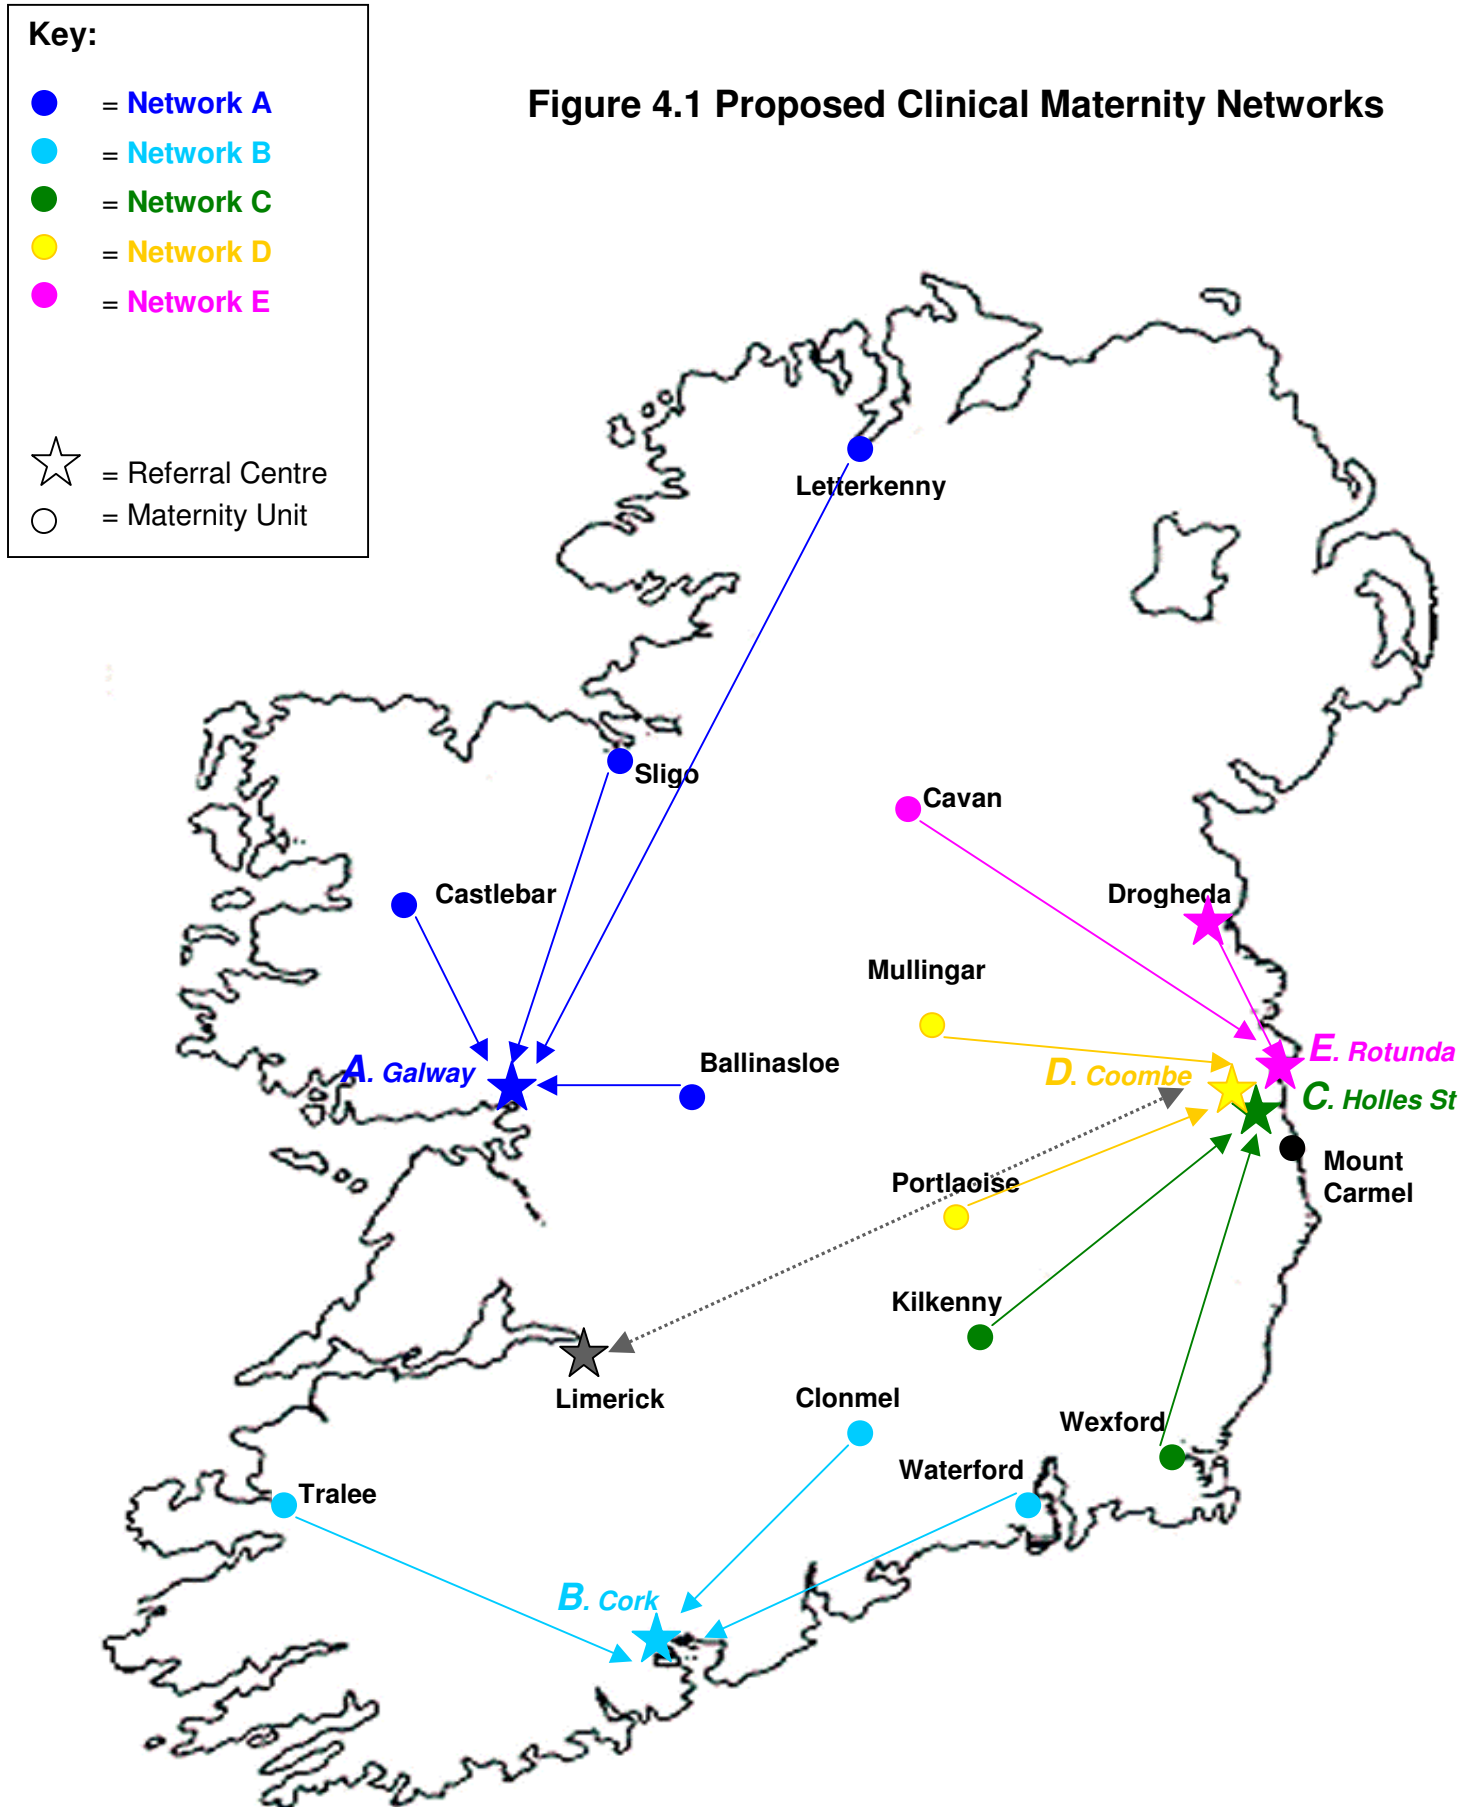 Key:
= Network A
= Network B
= Network C
= Network D
= Network E
= Referral Centre
= Maternity Unit
Figure 4.1 Proposed Clinical Maternity Networks
Letterkenny
Sligo
Cavan
Castlebar
Drogheda
Mullingar
A. Galway
Ballinasloe
D. Coombe
E. Rotunda
C. Holles St
Mount
Carmel
Portlaoise
Kilkenny
Limerick
Clonmel
Wexford
Waterford
Tralee
B. Cork